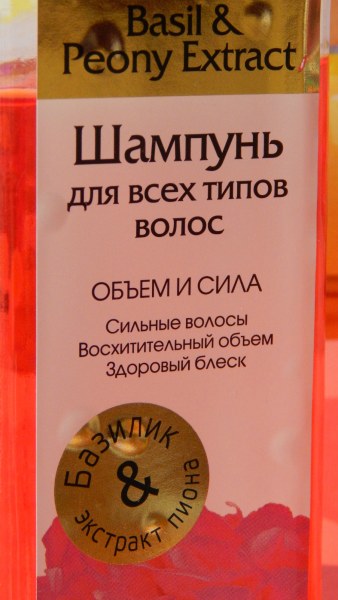 Basil &
Peony Extract
Шампунь
для всех типов
волос
ОБЪЕМ И СИЛА
Сильные волосы
Восхитительный объем
Здоровый блеск
Базилик
&
экстракт пиона